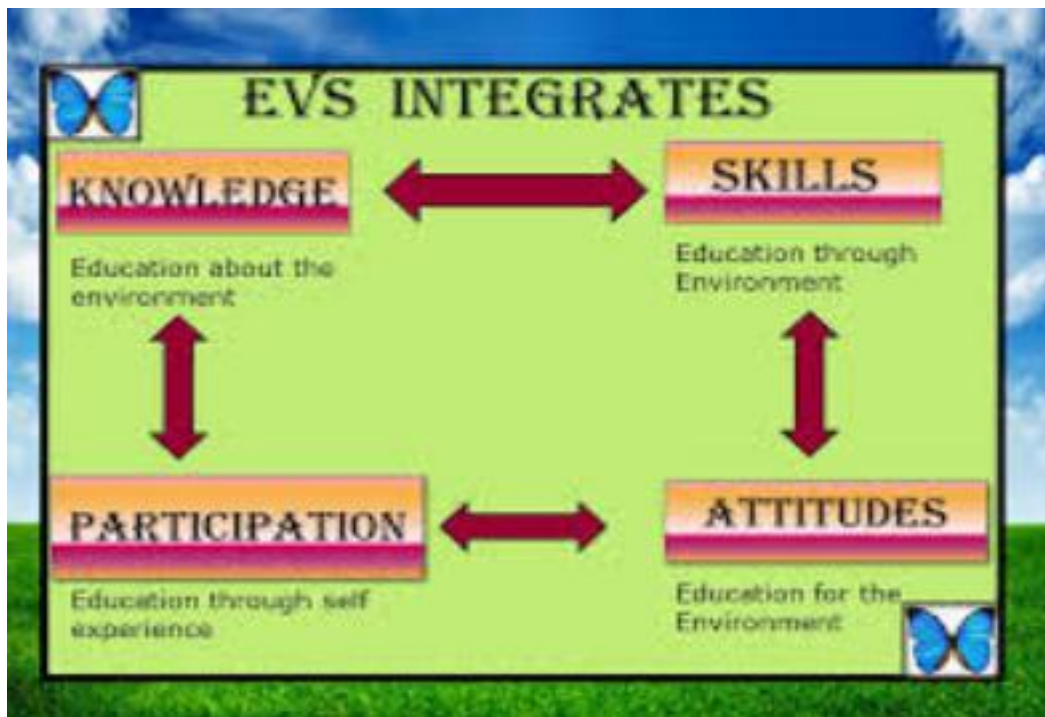 EVS INTEGRATES
KNOWLEDGE
Education about the
environment
SKILLS
Education through
Environment
PARTICIPATION
Education through self
experience
ATTITUDES
Education for the
Environment